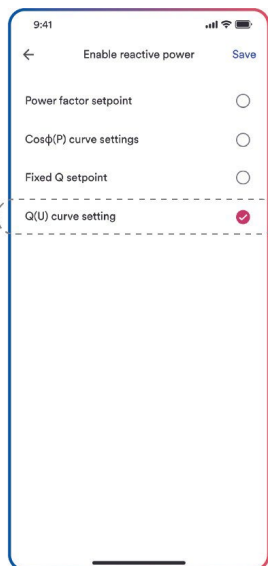 9:41
Enable reactive power Save
Power factor setpoint
Cosϕ(P) curve settings
Fixed Q setpoint
Q(U) curve setting